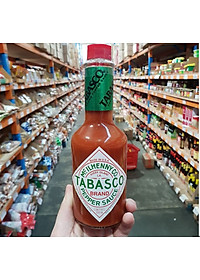 TABASCO
McILHENNY CO.
TABASCO
BRAND
PEPPER SAUCE